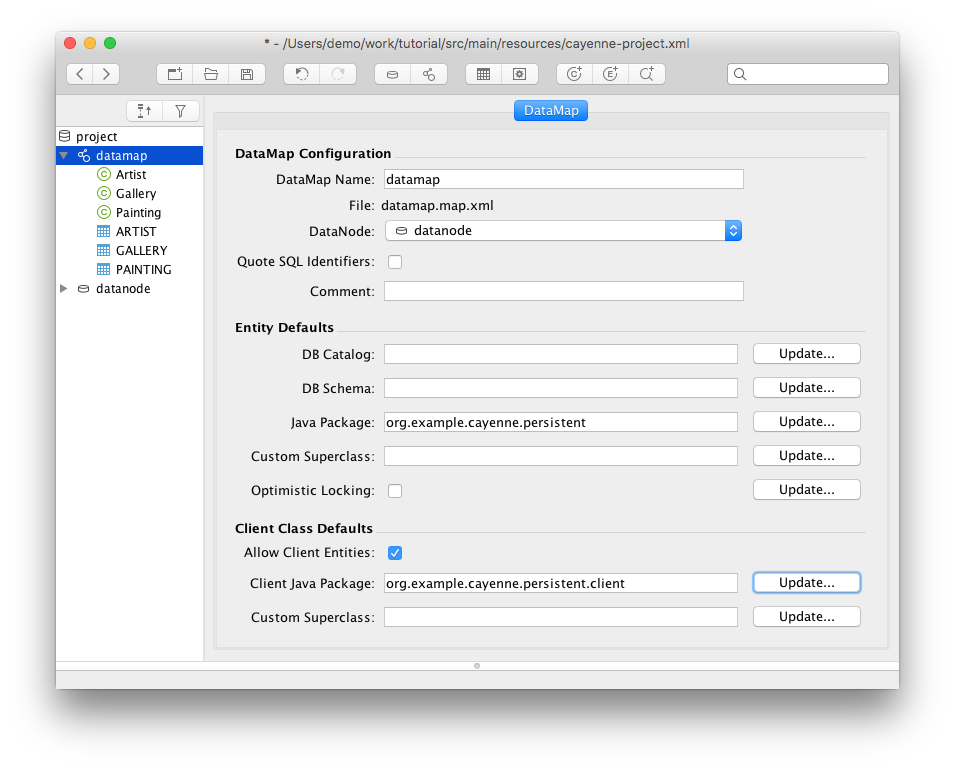 * - /Users/demo/work/tutorial/src/main/resources/cayenne-project.xml
project
datamap
Artist
Gallery
Painting
ARTIST
GALLERY
PAINTING
datanode
DataMap
DataMap Configuration
DataMap Name: datamap
File: datamap.map.xml
DataNode: datanode
Quote SQL Identifiers:
Comment:
Entity Defaults
DB Catalog: Update...
DB Schema: Update...
Java Package: org.example.cayenne.persistent Update...
Custom Superclass: Update...
Optimistic Locking: Update...
Client Class Defaults
Allow Client Entities:
Client Java Package: org.example.cayenne.persistent.client Update...
Custom Superclass: Update...